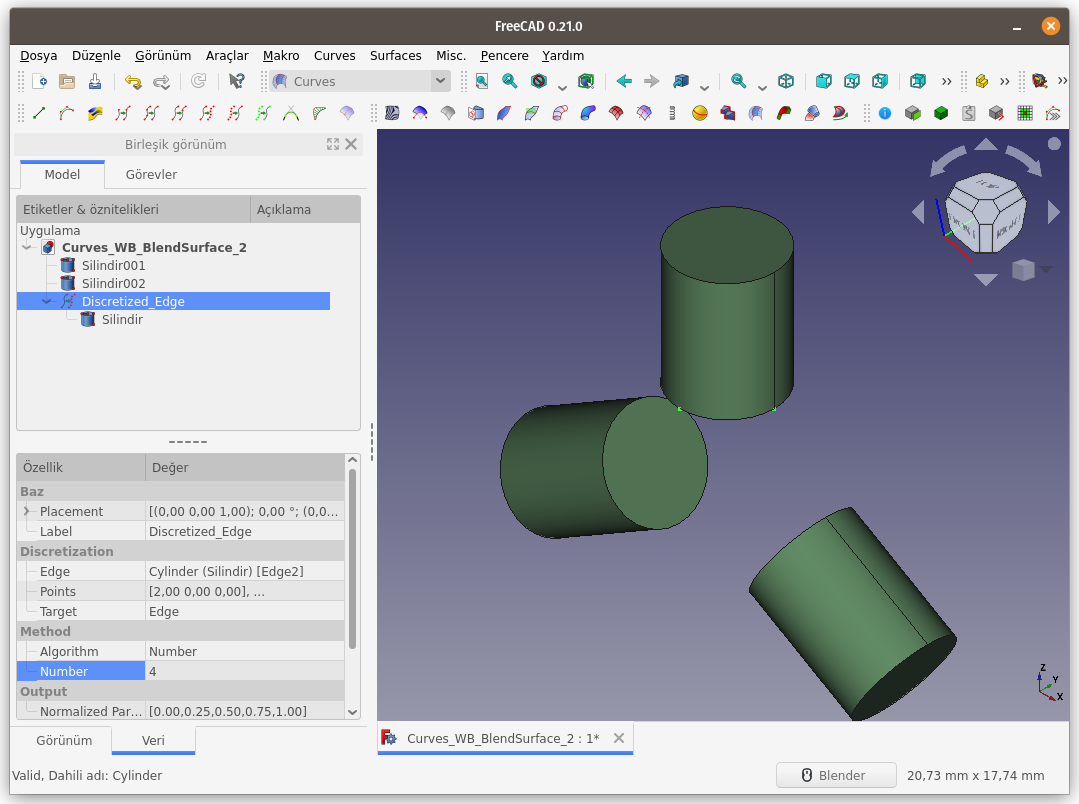 FreeCAD 0.21.0
Dosya Düzenle Görünüm Araçlar Makro Curves Surfaces Misc. Pencere Yardım
Curves
Birleşik görünüm
Model Görevler
Etiketler & öznitelikleri Açıklama
Uygulama
Curves_WB_BlendSurface_2
Silindir001
Silindir002
Discretized_Edge
Silindir
Özellik Değer
Baz
Placement [(0,00 0,00 1,00); 0,00 °; (0,0...
Label Discretized_Edge
Discretization
Edge Cylinder (Silindir) [Edge2]
Points [2,00 0,00 0,00], ...
Target Edge
Method
Algorithm Number
Number 4
Output
Normalized Par... [0.00,0.25,0.50,0.75,1.00]
Görünüm Veri
Z
Y
X
Curves_WB_BlendSurface_2 : 1*
Valid, Dahili adı: Cylinder Blender 20,73 mm x 17,74 mm